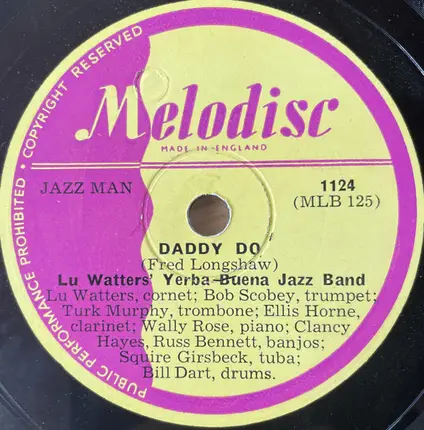 PUBLIC PERFORMANCE PROHIBITED • COPYRIGHT RESERVED
Melodisc
MADE IN ENGLAND
JAZZ MAN
1124
(MLB 125)
DADDY DO
(Fred Longshaw)
Lu Watters' Yerba Buena Jazz Band
Lu Watters, cornet; Bob Scobey, trumpet;
Turk Murphy, trombone; Ellis Horne,
clarinet; Wally Rose, piano; Clancy
Hayes, Russ Bennett, banjos;
Squire Girsbeck, tuba;
Bill Dart, drums.